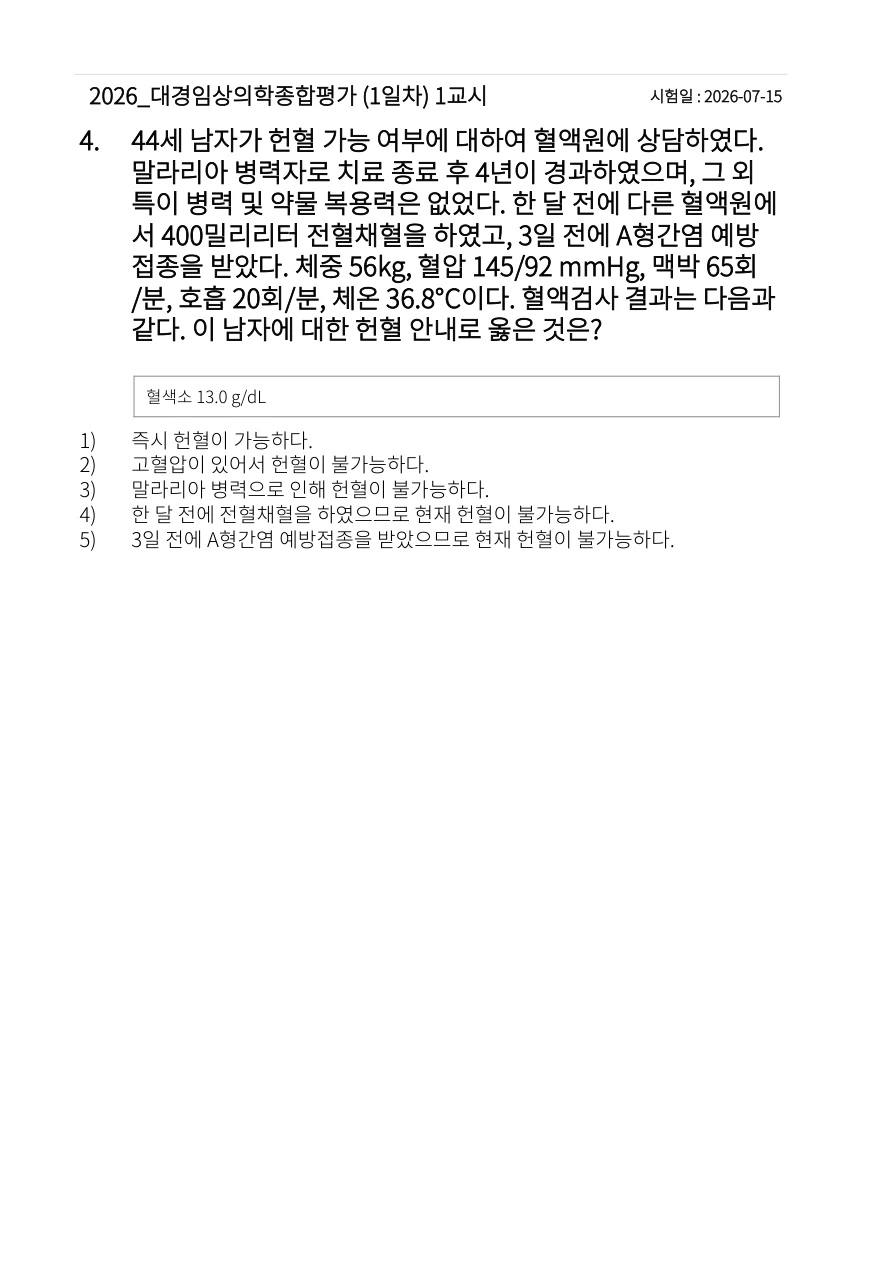 2026_대경임상의학종합평가 (1일차) 1교시
시험일 : 2026-07-15
4. 44세 남자가 헌혈 가능 여부에 대하여 혈액원에 상담하였다.
말라리아 병력자로 치료 종료 후 4년이 경과하였으며, 그 외
특이 병력 및 약물 복용력은 없었다. 한 달 전에 다른 혈액원에
서 400밀리리터 전혈채혈을 하였고, 3일 전에 A형간염 예방
접종을 받았다. 체중 56kg, 혈압 145/92 mmHg, 맥박 65회
/분, 호흡 20회/분, 체온 36.8°C이다. 혈액검사 결과는 다음과
같다. 이 남자에 대한 헌혈 안내로 옳은 것은?
혈색소 13.0 g/dL
1) 즉시 헌혈이 가능하다.
2) 고혈압이 있어서 헌혈이 불가능하다.
3) 말라리아 병력으로 인해 헌혈이 불가능하다.
4) 한 달 전에 전혈채혈을 하였으므로 현재 헌혈이 불가능하다.
5) 3일 전에 A형간염 예방접종을 받았으므로 현재 헌혈이 불가능하다.